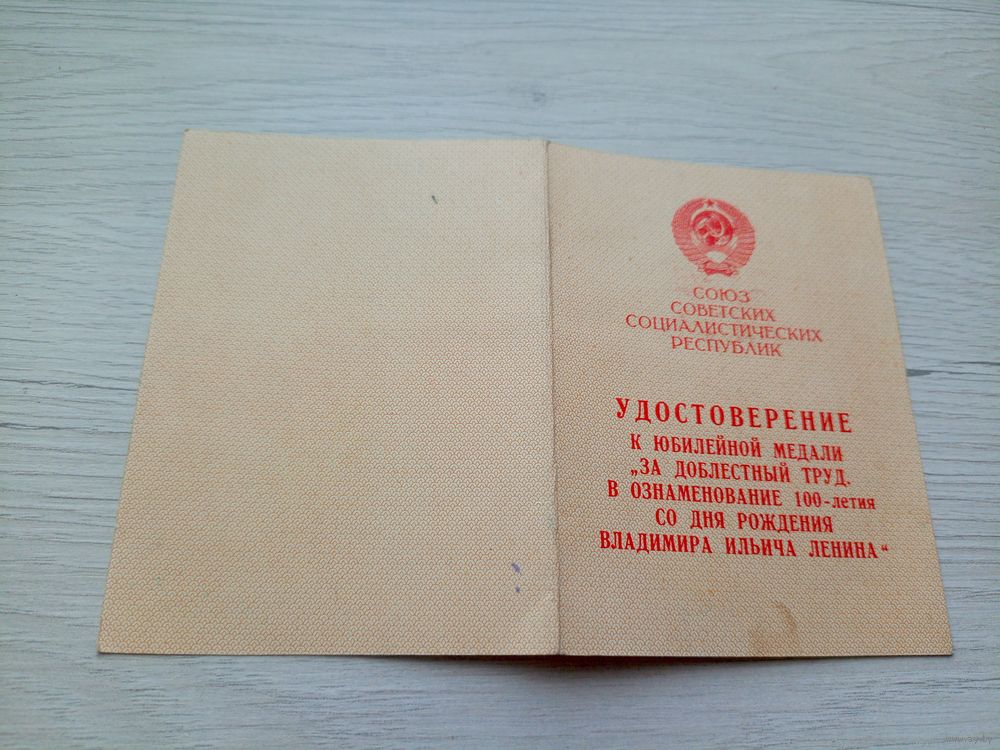 СОЮЗ
СОВЕТСКИХ
СОЦИАЛИСТИЧЕСКИХ
РЕСПУБЛИК
УДОСТОВЕРЕНИЕ
К ЮБИЛЕЙНОЙ МЕДАЛИ
„ЗА ДОБЛЕСТНЫЙ ТРУД.
В ОЗНАМЕНОВАНИЕ 100-летия
СО ДНЯ РОЖДЕНИЯ
ВЛАДИМИРА ИЛЬИЧА ЛЕНИНА“